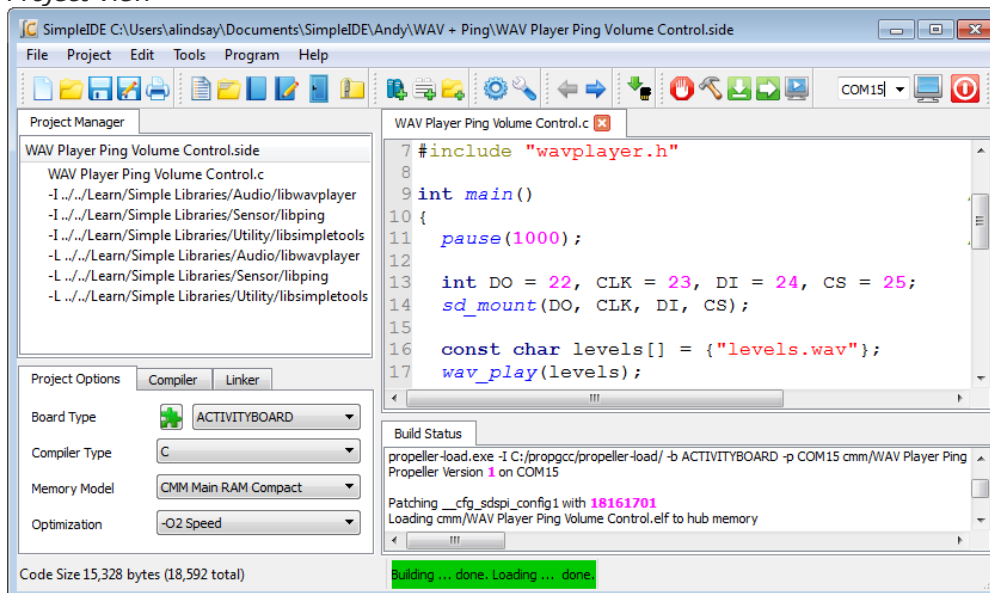 SimpleIDE C:\Users\alindsay\Documents\SimpleIDE\Andy\WAV + Ping\WAV Player Ping Volume Control.side
File Project Edit Tools Program Help
COM15
Project Manager
WAV Player Ping Volume Control.side
WAV Player Ping Volume Control.c
-I ../../Learn/Simple Libraries/Audio/libwavplayer
-I ../../Learn/Simple Libraries/Sensor/libping
-I ../../Learn/Simple Libraries/Utility/libsimpletools
-L ../../Learn/Simple Libraries/Audio/libwavplayer
-L ../../Learn/Simple Libraries/Sensor/libping
-L ../../Learn/Simple Libraries/Utility/libsimpletools
Project Options Compiler Linker
Board Type ACTIVITYBOARD
Compiler Type C
Memory Model CMM Main RAM Compact
Optimization -O2 Speed
WAV Player Ping Volume Control.c
7 #include "wavplayer.h"
8
9 int main()
10 {
11 pause(1000);
12
13 int DO = 22, CLK = 23, DI = 24, CS = 25;
14 sd_mount(DO, CLK, DI, CS);
15
16 const char levels[] = {"levels.wav"};
17 wav_play(levels);
Build Status
propeller-load.exe -I C:/propgcc/propeller-load/ -b ACTIVITYBOARD -p COM15 cmm/WAV Player Ping
Propeller Version 1 on COM15
Patching __cfg_sdspi_config1 with 18161701
Loading cmm/WAV Player Ping Volume Control.elf to hub memory
Code Size 15,328 bytes (18,592 total)
Building ... done. Loading ... done.